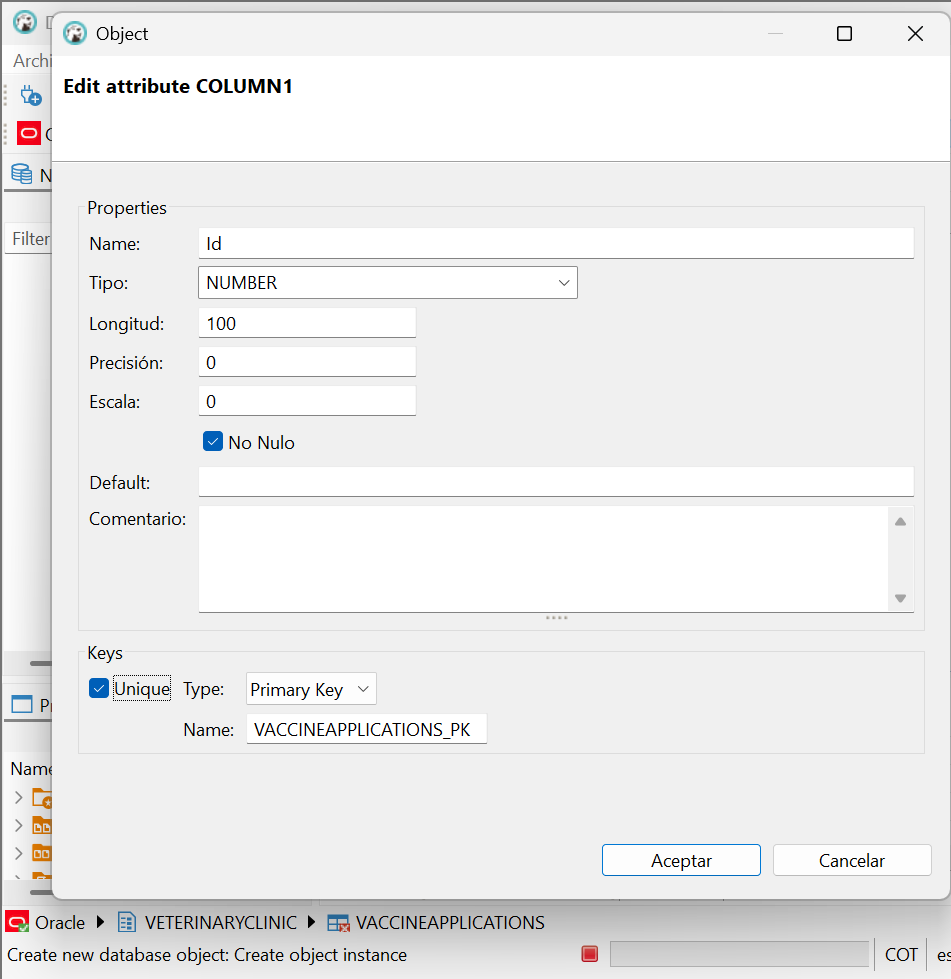 Object
Archi
Edit attribute COLUMN1
Filter
Properties
Name: Id
Tipo: NUMBER
Longitud: 100
Precisión: 0
Escala: 0
No Nulo
Default:
Comentario:
Keys
Unique Type: Primary Key
Name: VACCINEAPPLICATIONS_PK
Name
Aceptar Cancelar
Oracle VETERINARYCLINIC VACCINEAPPLICATIONS
Create new database object: Create object instance COT es